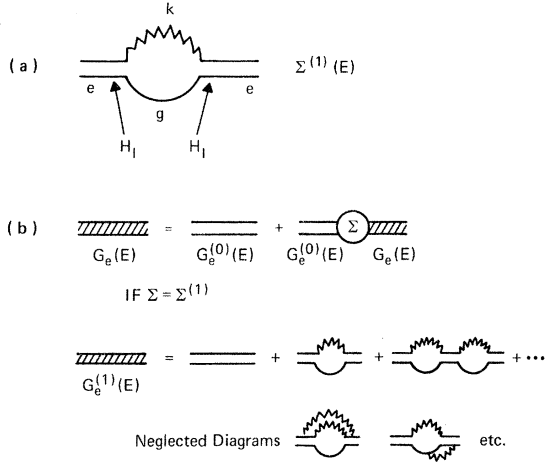 k
(a) Σ^(1) (E)
e e
g
H_I H_I
(b) = + Σ
G_e(E) G_e^(0)(E) G_e^(0)(E) G_e(E)
IF Σ = Σ^(1)
= + + + •••
G_e^(1)(E)
Neglected Diagrams etc.